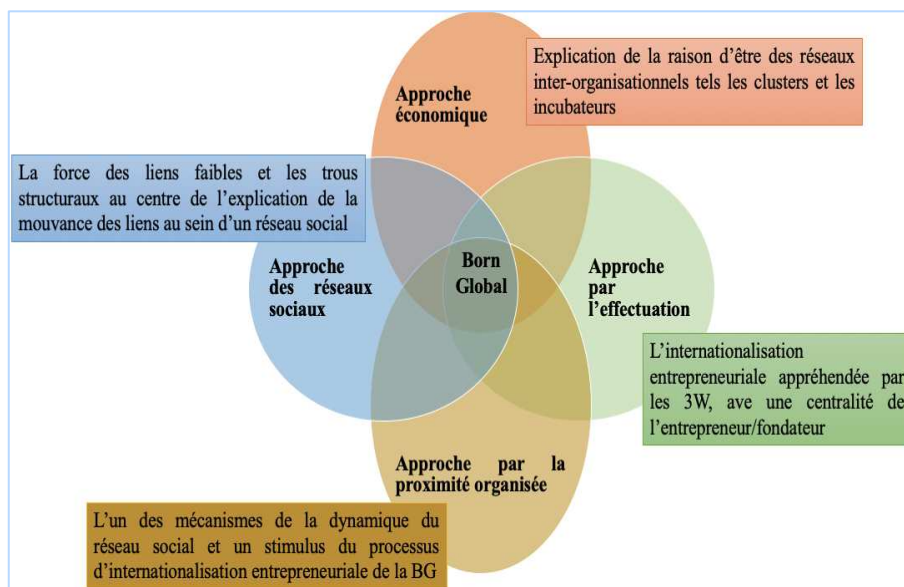 Explication de la raison d’être des réseaux
inter-organisationnels tels les clusters et les
incubateurs
Approche
économique
La force des liens faibles et les trous
structuraux au centre de l’explication de la
mouvance des liens au sein d’un réseau social
Approche
des réseaux
sociaux
Born
Global
Approche
par
l’effectuation
L’internationalisation
entrepreneuriale appréhendée par
les 3W, ave une centralité de
l’entrepreneur/fondateur
Approche par la
proximité organisée
L’un des mécanismes de la dynamique du
réseau social et un stimulus du processus
d’internationalisation entrepreneuriale de la BG